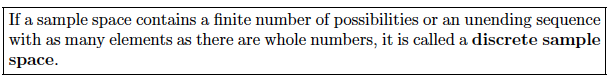 If a sample space contains a finite number of possibilities or an unending sequence
with as many elements as there are whole numbers, it is called a discrete sample
space.